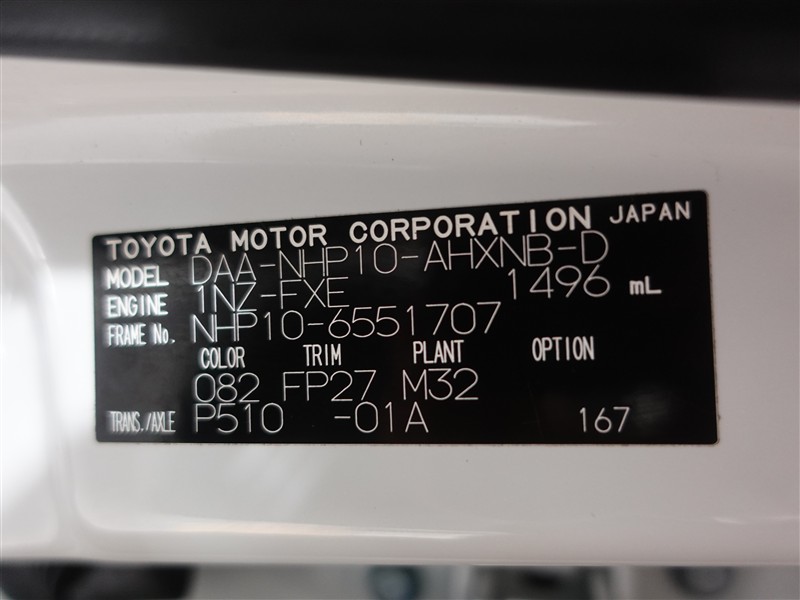 TOYOTA MOTOR CORPORATION JAPAN
MODEL DAA-NHP10-AHXNB-D
ENGINE 1NZ-FXE 1496 mL
FRAME No. NHP10-6551707
COLOR TRIM PLANT OPTION
082 FP27 M32
TRANS./AXLE P510 -01A 167